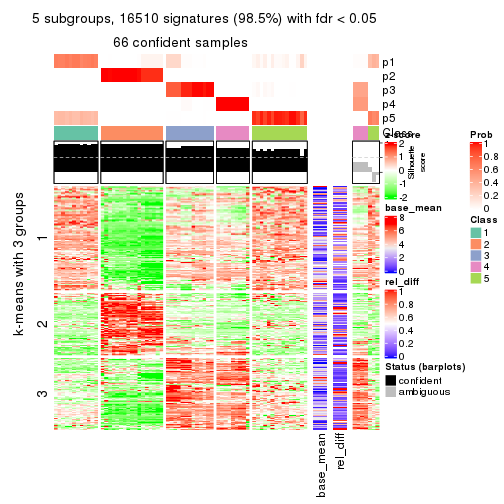 5 subgroups, 16510 signatures (98.5%) with fdr < 0.05
66 confident samples
p1
p2
p3
p4
p5
Class
Silhouette
score
k-means with 3 groups
1
2
3
base_mean
rel_diff
z-score
2
1
0
-1
-2
base_mean
8
6
4
2
0
rel_diff
1
0.8
0.6
0.4
0.2
0
Status (barplots)
confident
ambiguous
Prob
1
0.8
0.6
0.4
0.2
0
Class
1
2
3
4
5